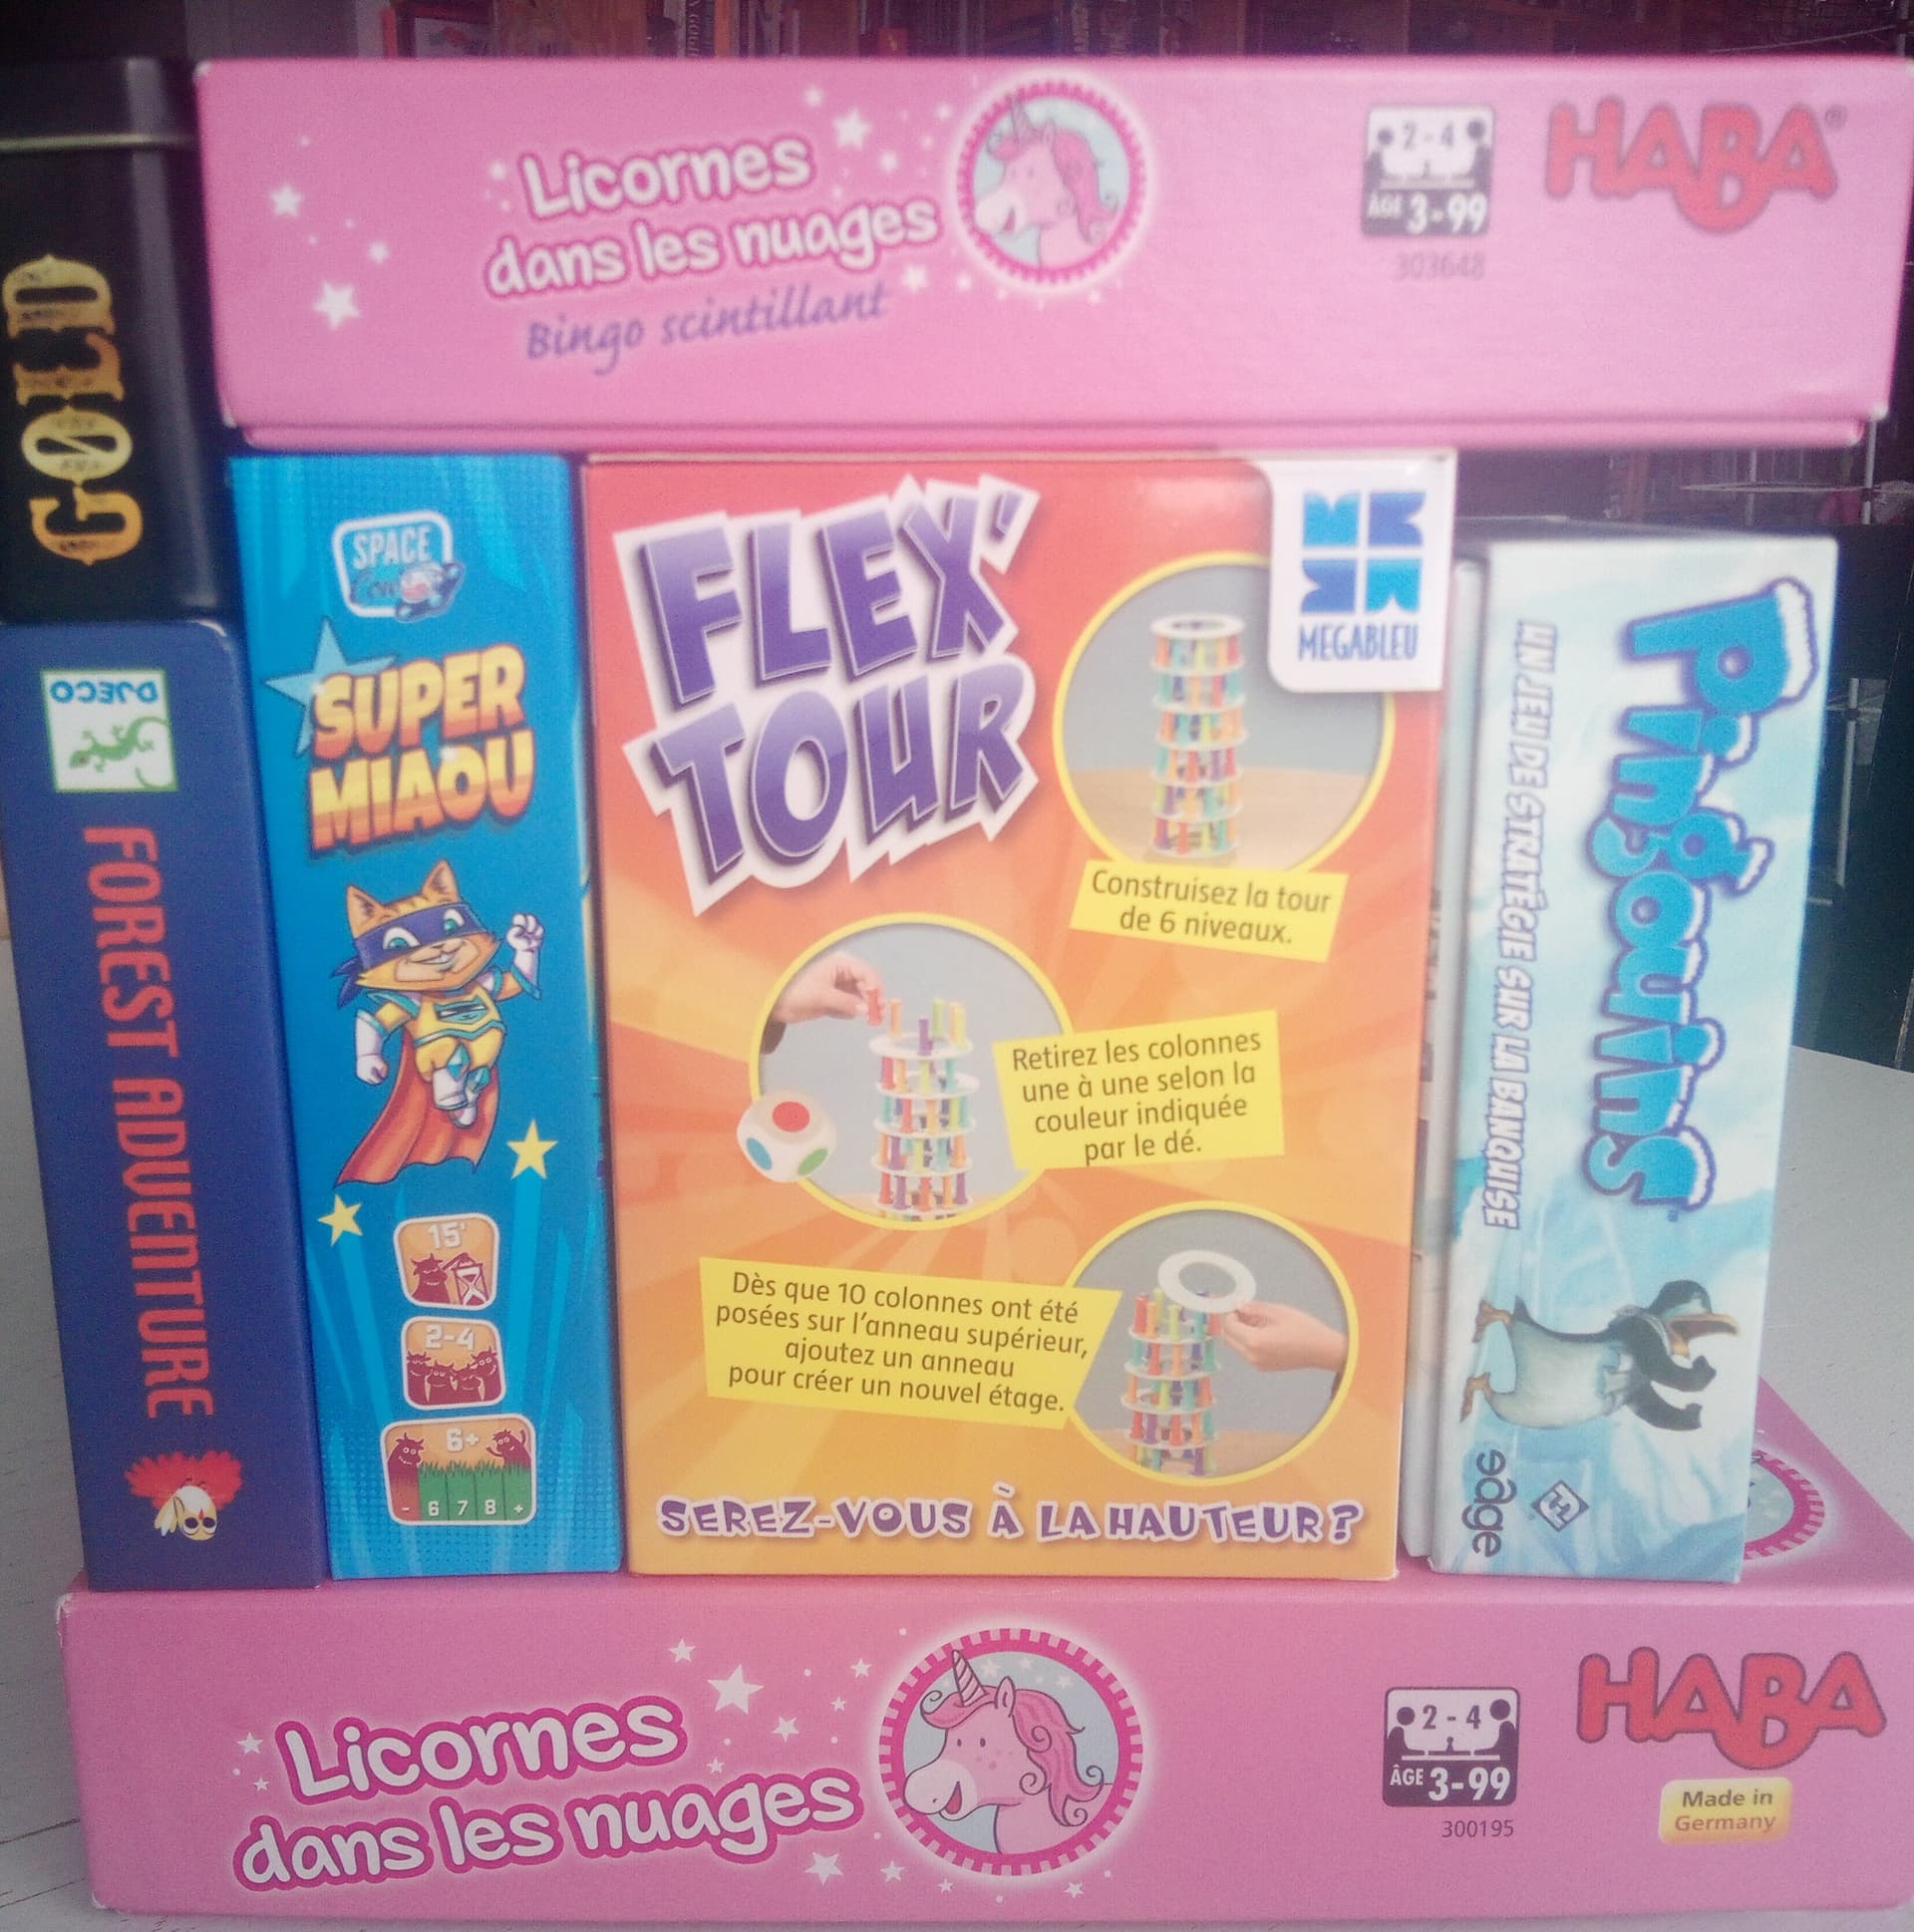 Licornes
dans les nuages
Bingo scintillant
2 - 4
ÂGE 3-99
303648
HABA®
GOLD
DJECO
FOREST ADVENTURE
SPACE
Cow
SUPER
MIAOU
15'
2-4
6+
- 6 7 8 +
FLEX'
TOUR
MEGABLEU
Construisez la tour
de 6 niveaux.
Retirez les colonnes
une à une selon la
couleur indiquée
par le dé.
Dès que 10 colonnes ont été
posées sur l'anneau supérieur,
ajoutez un anneau
pour créer un nouvel étage.
SEREZ-VOUS À LA HAUTEUR?
Pingouins
UN JEU DE STRATÉGIE SUR LA BANQUISE
edge
Licornes
dans les nuages
2 - 4
ÂGE 3-99
300195
HABA
Made in
Germany